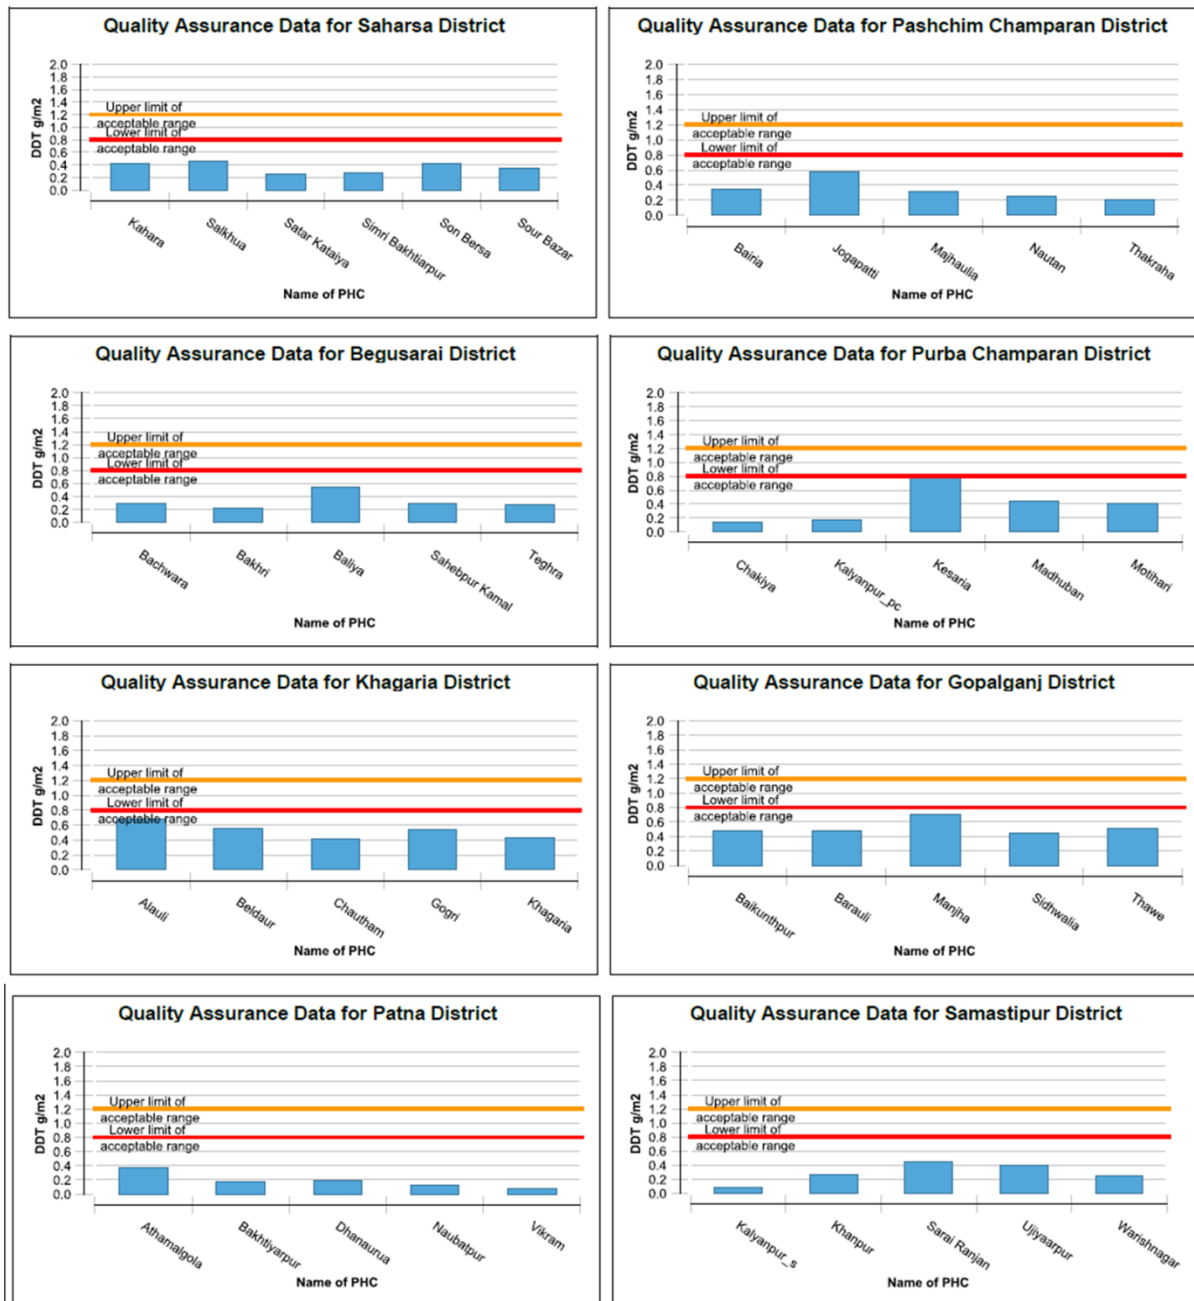 Quality Assurance Data for Saharsa District
DDT g/m2
2.0
1.8
1.6
1.4
1.2
1.0
0.8
0.6
0.4
0.2
0.0
Upper limit of
acceptable range
Lower limit of
acceptable range
Kahara
Salkhua
Satar Kataiya
Simri Bakhtiarpur
Son Bersa
Sour Bazar
Name of PHC
Quality Assurance Data for Pashchim Champaran District
DDT g/m2
2.0
1.8
1.6
1.4
1.2
1.0
0.8
0.6
0.4
0.2
0.0
Upper limit of
acceptable range
Lower limit of
acceptable range
Bairia
Jogapatti
Majhaulia
Nautan
Thakraha
Name of PHC
Quality Assurance Data for Begusarai District
DDT g/m2
2.0
1.8
1.6
1.4
1.2
1.0
0.8
0.6
0.4
0.2
0.0
Upper limit of
acceptable range
Lower limit of
acceptable range
Bachwara
Bakhri
Baliya
Sahebpur Kamal
Teghra
Name of PHC
Quality Assurance Data for Purba Champaran District
DDT g/m2
2.0
1.8
1.6
1.4
1.2
1.0
0.8
0.6
0.4
0.2
0.0
Upper limit of
acceptable range
Lower limit of
acceptable range
Chakiya
Kalyanpur_pc
Kesaria
Madhuban
Motihari
Name of PHC
Quality Assurance Data for Khagaria District
DDT g/m2
2.0
1.8
1.6
1.4
1.2
1.0
0.8
0.6
0.4
0.2
0.0
Upper limit of
acceptable range
Lower limit of
acceptable range
Alauli
Beldaur
Chautham
Gogri
Khagaria
Name of PHC
Quality Assurance Data for Gopalganj District
DDT g/m2
2.0
1.8
1.6
1.4
1.2
1.0
0.8
0.6
0.4
0.2
0.0
Upper limit of
acceptable range
Lower limit of
acceptable range
Baikunthpur
Barauli
Manjha
Sidhwalia
Thawe
Name of PHC
Quality Assurance Data for Patna District
DDT g/m2
2.0
1.8
1.6
1.4
1.2
1.0
0.8
0.6
0.4
0.2
0.0
Upper limit of
acceptable range
Lower limit of
acceptable range
Athamalgola
Bakhtiyarpur
Dhanaurua
Naubatpur
Vikram
Name of PHC
Quality Assurance Data for Samastipur District
DDT g/m2
2.0
1.8
1.6
1.4
1.2
1.0
0.8
0.6
0.4
0.2
0.0
Upper limit of
acceptable range
Lower limit of
acceptable range
Kalyanpur_s
Khanpur
Sarai Ranjan
Ujiyaarpur
Warishnagar
Name of PHC